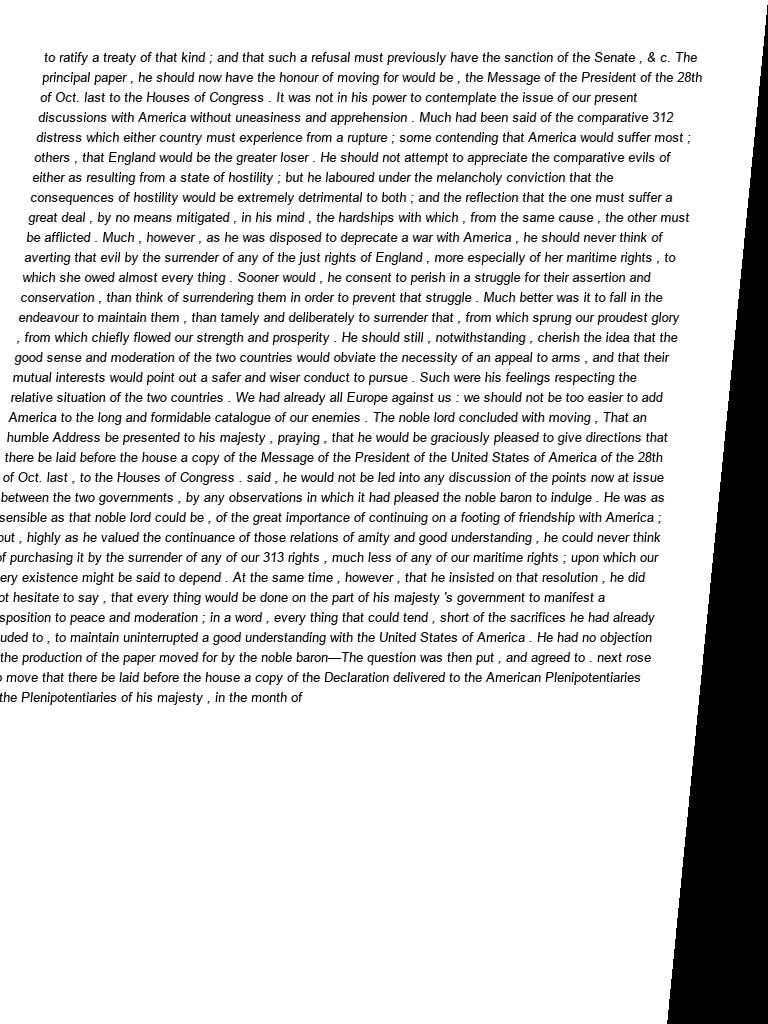 to ratify a treaty of that kind ; and that such a refusal must previously have the sanction of the Senate , & c. The
principal paper , he should now have the honour of moving for would be , the Message of the President of the 28th
of Oct. last to the Houses of Congress . It was not in his power to contemplate the issue of our present
discussions with America without uneasiness and apprehension . Much had been said of the comparative 312
distress which either country must experience from a rupture ; some contending that America would suffer most ;
others , that England would be the greater loser . He should not attempt to appreciate the comparative evils of
either as resulting from a state of hostility ; but he laboured under the melancholy conviction that the
consequences of hostility would be extremely detrimental to both ; and the reflection that the one must suffer a
great deal , by no means mitigated , in his mind , the hardships with which , from the same cause , the other must
be afflicted . Much , however , as he was disposed to deprecate a war with America , he should never think of
averting that evil by the surrender of any of the just rights of England , more especially of her maritime rights , to
which she owed almost every thing . Sooner would , he consent to perish in a struggle for their assertion and
conservation , than think of surrendering them in order to prevent that struggle . Much better was it to fall in the
endeavour to maintain them , than tamely and deliberately to surrender that , from which sprung our proudest glory
, from which chiefly flowed our strength and prosperity . He should still , notwithstanding , cherish the idea that the
good sense and moderation of the two countries would obviate the necessity of an appeal to arms , and that their
mutual interests would point out a safer and wiser conduct to pursue . Such were his feelings respecting the
relative situation of the two countries . We had already all Europe against us : we should not be too easier to add
America to the long and formidable catalogue of our enemies . The noble lord concluded with moving , That an
humble Address be presented to his majesty , praying , that he would be graciously pleased to give directions that
there be laid before the house a copy of the Message of the President of the United States of America of the 28th
of Oct. last , to the Houses of Congress . said , he would not be led into any discussion of the points now at issue
between the two governments , by any observations in which it had pleased the noble baron to indulge . He was as
sensible as that noble lord could be , of the great importance of continuing on a footing of friendship with America ;
but , highly as he valued the continuance of those relations of amity and good understanding , he could never think
of purchasing it by the surrender of any of our 313 rights , much less of any of our maritime rights ; upon which our
ery existence might be said to depend . At the same time , however , that he insisted on that resolution , he did
ot hesitate to say , that every thing would be done on the part of his majesty 's government to manifest a
sposition to peace and moderation ; in a word , every thing that could tend , short of the sacrifices he had already
uded to , to maintain uninterrupted a good understanding with the United States of America . He had no objection
the production of the paper moved for by the noble baron—The question was then put , and agreed to . next rose
move that there be laid before the house a copy of the Declaration delivered to the American Plenipotentiaries
the Plenipotentiaries of his majesty , in the month of